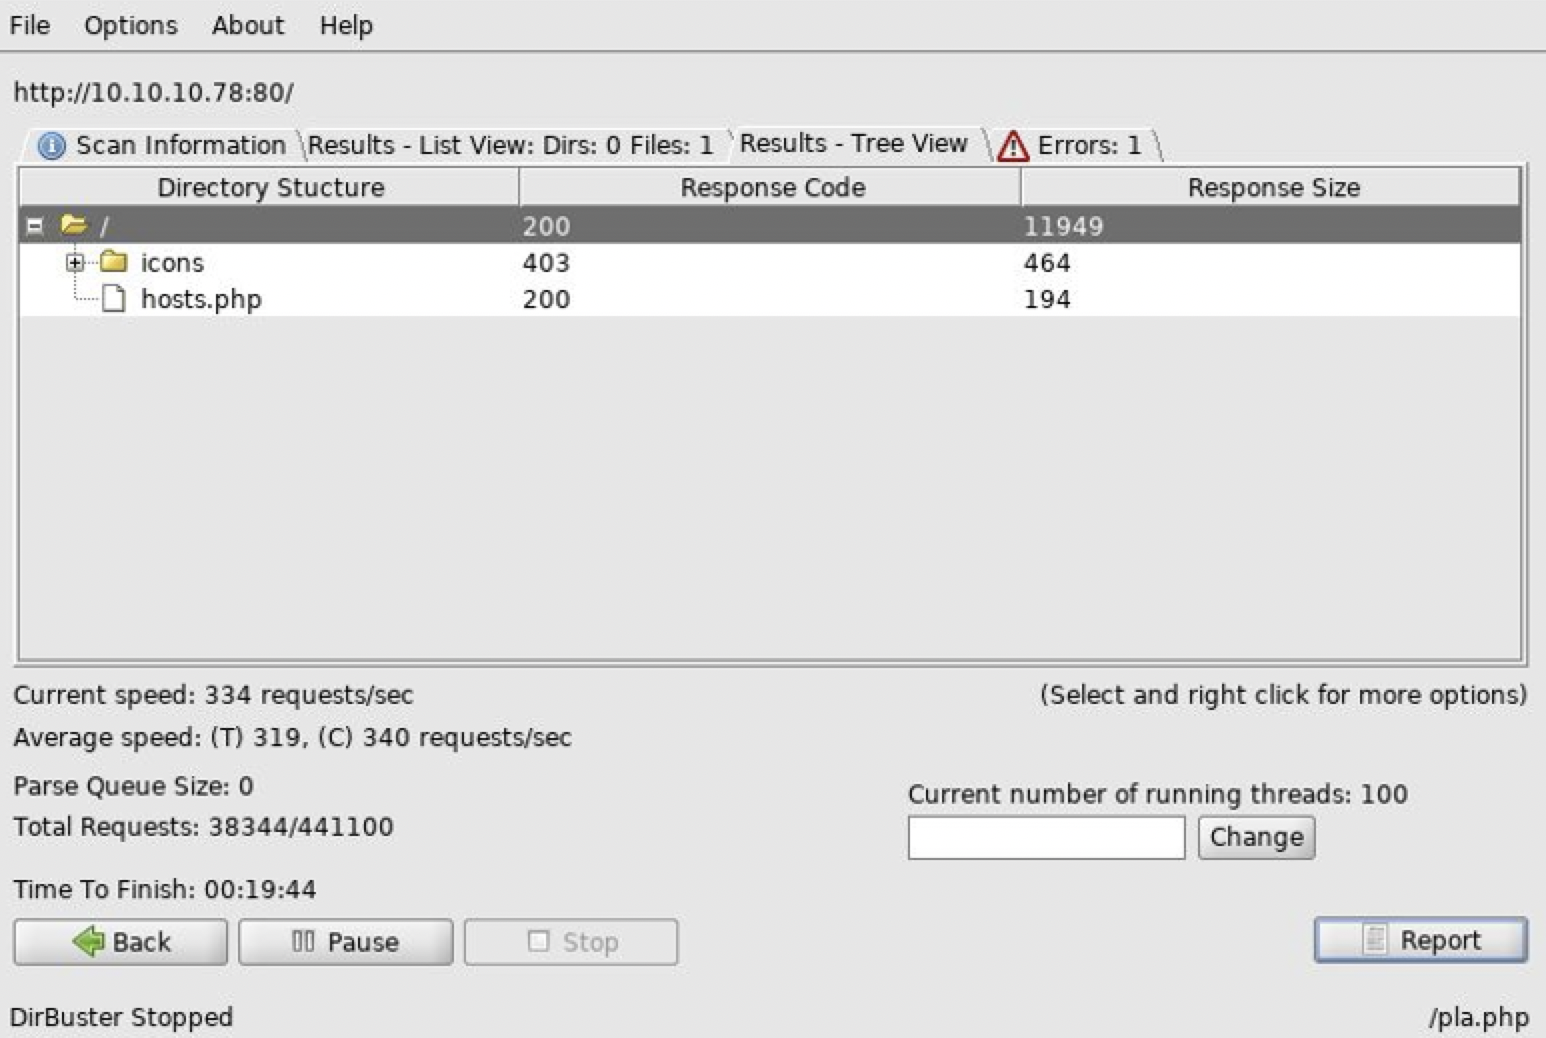 File Options About Help
http://10.10.10.78:80/
Scan Information Results - List View: Dirs: 0 Files: 1 Results - Tree View Errors: 1
Directory Stucture Response Code Response Size
/ 200 11949
icons 403 464
hosts.php 200 194
Current speed: 334 requests/sec (Select and right click for more options)
Average speed: (T) 319, (C) 340 requests/sec
Parse Queue Size: 0
Current number of running threads: 100
Total Requests: 38344/441100
Change
Time To Finish: 00:19:44
Back Pause Stop Report
DirBuster Stopped /pla.php